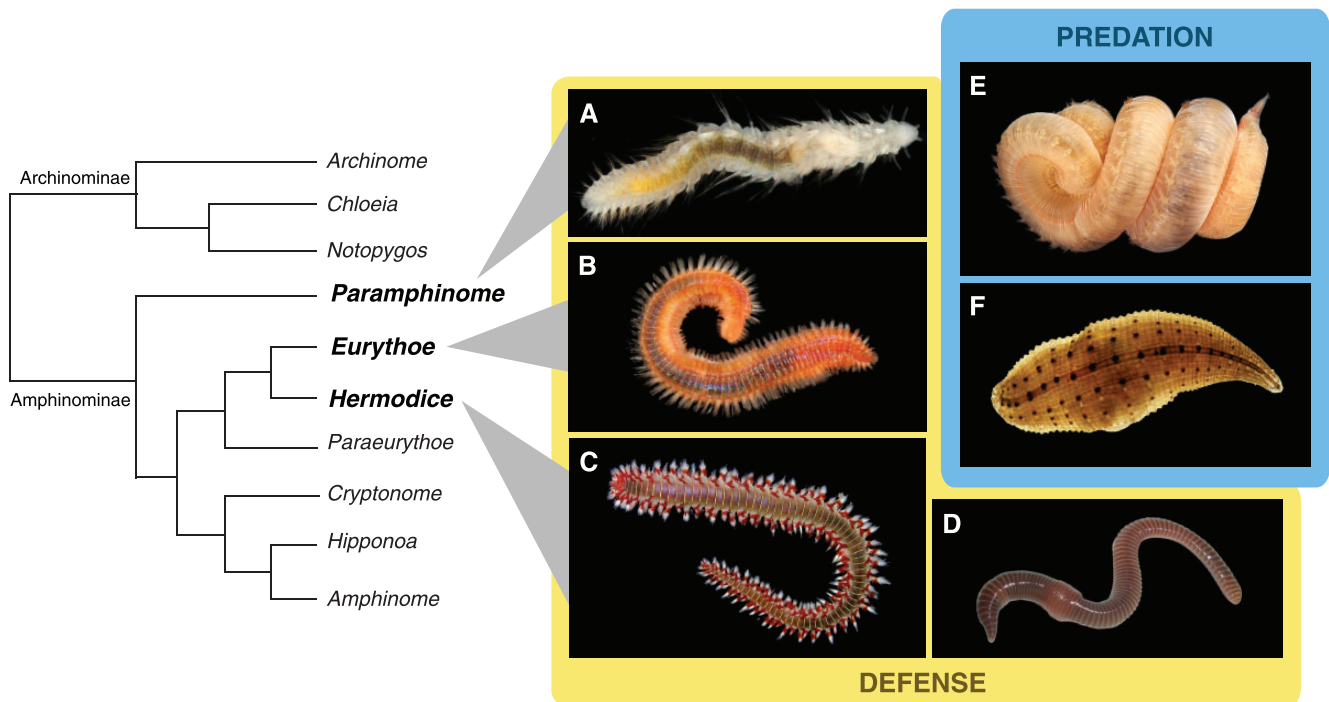 Archinominae
Archinome
Chloeia
Notopygos
Paramphinome
Eurythoe
Hermodice
Paraeurythoe
Cryptonome
Hipponoa
Amphinome
Amphinominae
A
B
C
D
DEFENSE
PREDATION
E
F